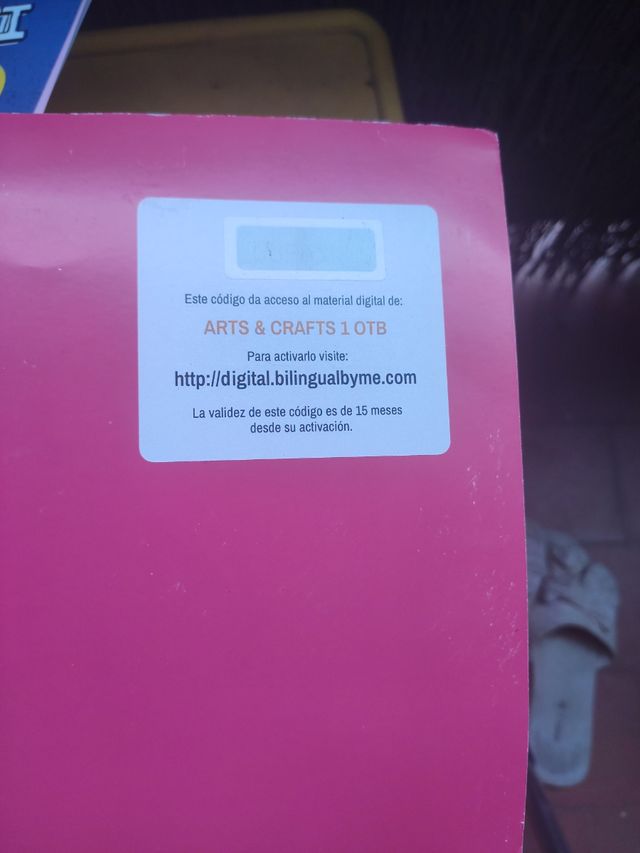 Este código da acceso al material digital de:
ARTS & CRAFTS 1 OTB
Para activarlo visite:
http://digital.bilingualbyme.com
La validez de este código es de 15 meses
desde su activación.